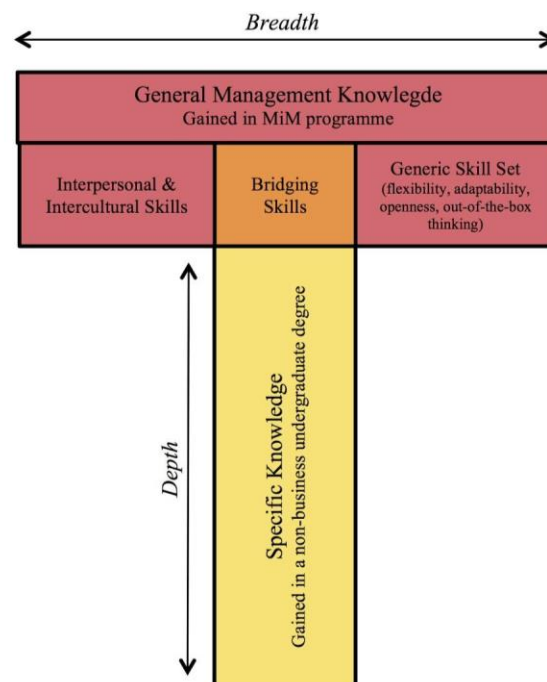 Breadth
General Management Knowlegde
Gained in MiM programme
Interpersonal &
Intercultural Skills
Bridging
Skills
Generic Skill Set
(flexibility, adaptability,
openness, out-of-the-box
thinking)
Depth
Specific Knowledge
Gained in a non-business undergraduate degree